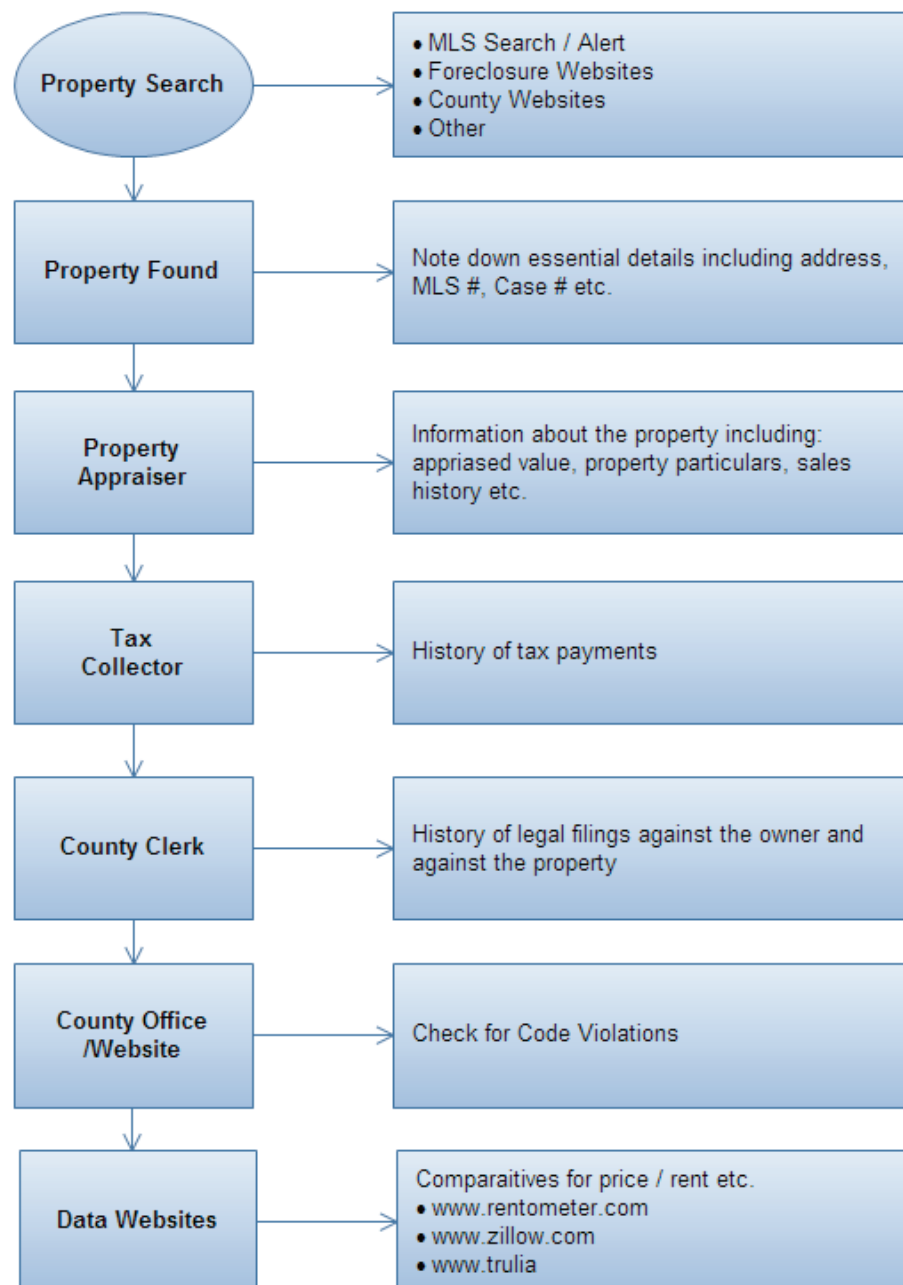 Property Search
• MLS Search / Alert
• Foreclosure Websites
• County Websites
• Other
Property Found
Note down essential details including address,
MLS #, Case # etc.
Property
Appraiser
Information about the property including:
appriased value, property particulars, sales
history etc.
Tax
Collector
History of tax payments
County Clerk
History of legal filings against the owner and
against the property
County Office
/Website
Check for Code Violations
Data Websites
Comparaitives for price / rent etc.
• www.rentometer.com
• www.zillow.com
• www.trulia